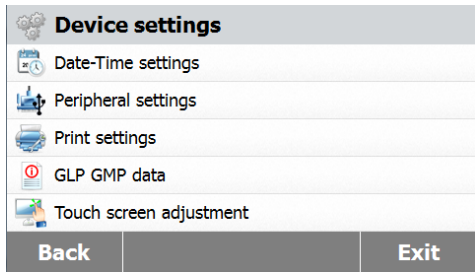 Device settings
Date-Time settings
Peripheral settings
Print settings
GLP GMP data
Touch screen adjustment
Back
Exit